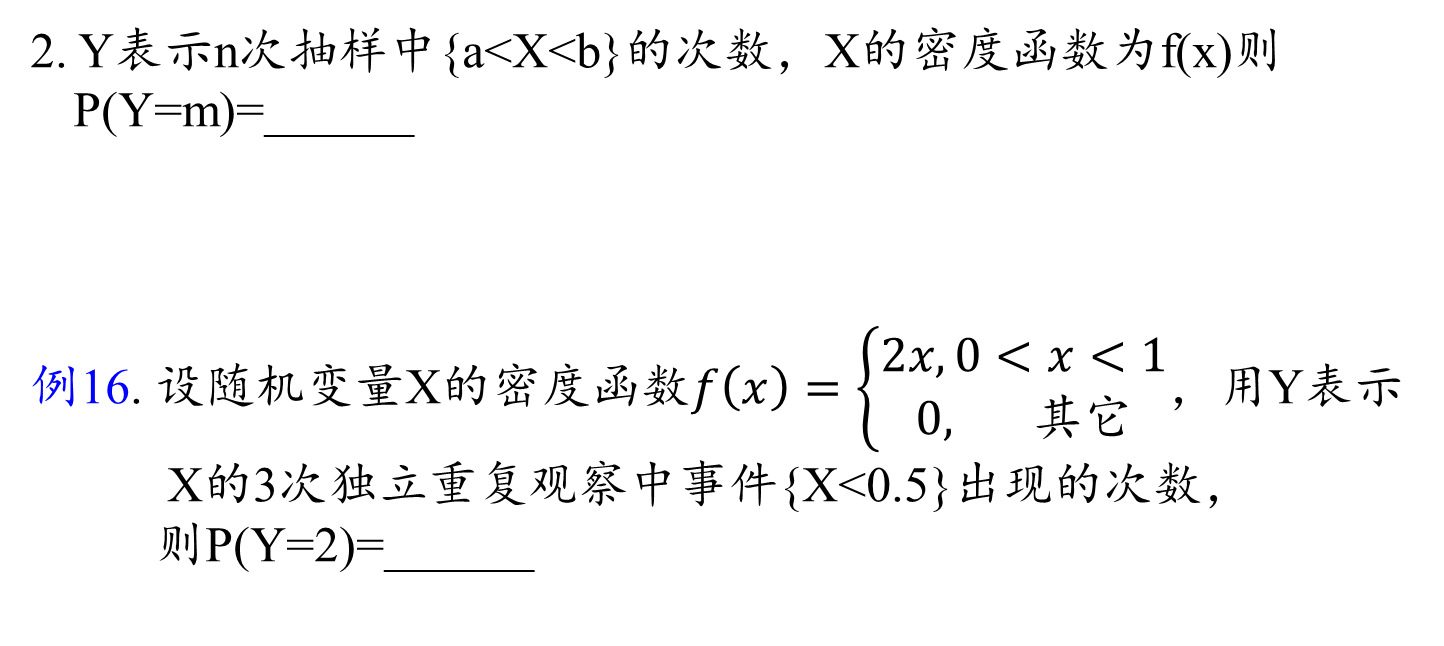 2. Y表示n次抽样中{a<X<b}的次数，X的密度函数为f(x)则
P(Y=m)=______
例16. 设随机变量X的密度函数f(x) = {2x, 0 < x < 1
0, 其它 ，用Y表示
X的3次独立重复观察中事件{X<0.5}出现的次数，
则P(Y=2)=______